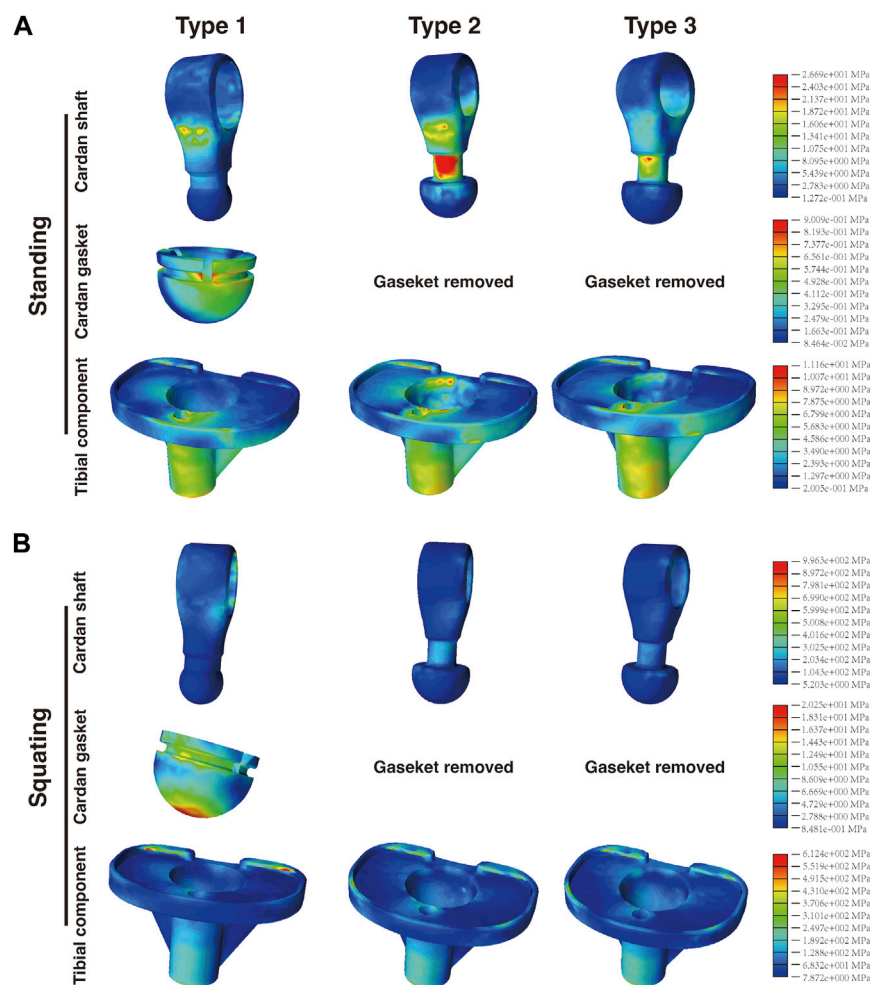 A
Type 1
Type 2
Type 3
Standing
Cardan shaft
2.669e+001 MPa
2.403e+001 MPa
2.137e+001 MPa
1.872e+001 MPa
1.606e+001 MPa
1.341e+001 MPa
1.075e+001 MPa
8.095e+000 MPa
5.439e+000 MPa
2.783e+000 MPa
1.272e-001 MPa
Cardan gasket
Gaseket removed
Gaseket removed
9.009e-001 MPa
8.193e-001 MPa
7.377e-001 MPa
6.561e-001 MPa
5.744e-001 MPa
4.928e-001 MPa
4.112e-001 MPa
3.295e-001 MPa
2.479e-001 MPa
1.663e-001 MPa
8.464e-002 MPa
Tibial component
1.116e+001 MPa
1.007e+001 MPa
8.972e+000 MPa
7.875e+000 MPa
6.799e+000 MPa
5.683e+000 MPa
4.586e+000 MPa
3.490e+000 MPa
2.393e+000 MPa
1.297e+000 MPa
2.005e-001 MPa
B
Squating
Cardan shaft
9.963e+002 MPa
8.972e+002 MPa
7.981e+002 MPa
6.990e+002 MPa
5.999e+002 MPa
5.008e+002 MPa
4.016e+002 MPa
3.025e+002 MPa
2.034e+002 MPa
1.043e+002 MPa
5.203e+000 MPa
Cardan gasket
Gaseket removed
Gaseket removed
2.025e+001 MPa
1.831e+001 MPa
1.637e+001 MPa
1.443e+001 MPa
1.249e+001 MPa
1.055e+001 MPa
8.609e+000 MPa
6.669e+000 MPa
4.729e+000 MPa
2.788e+000 MPa
8.481e-001 MPa
Tibial component
6.124e+002 MPa
5.519e+002 MPa
4.915e+002 MPa
4.310e+002 MPa
3.706e+002 MPa
3.101e+002 MPa
2.497e+002 MPa
1.892e+002 MPa
1.288e+002 MPa
6.832e+001 MPa
7.872e+000 MPa